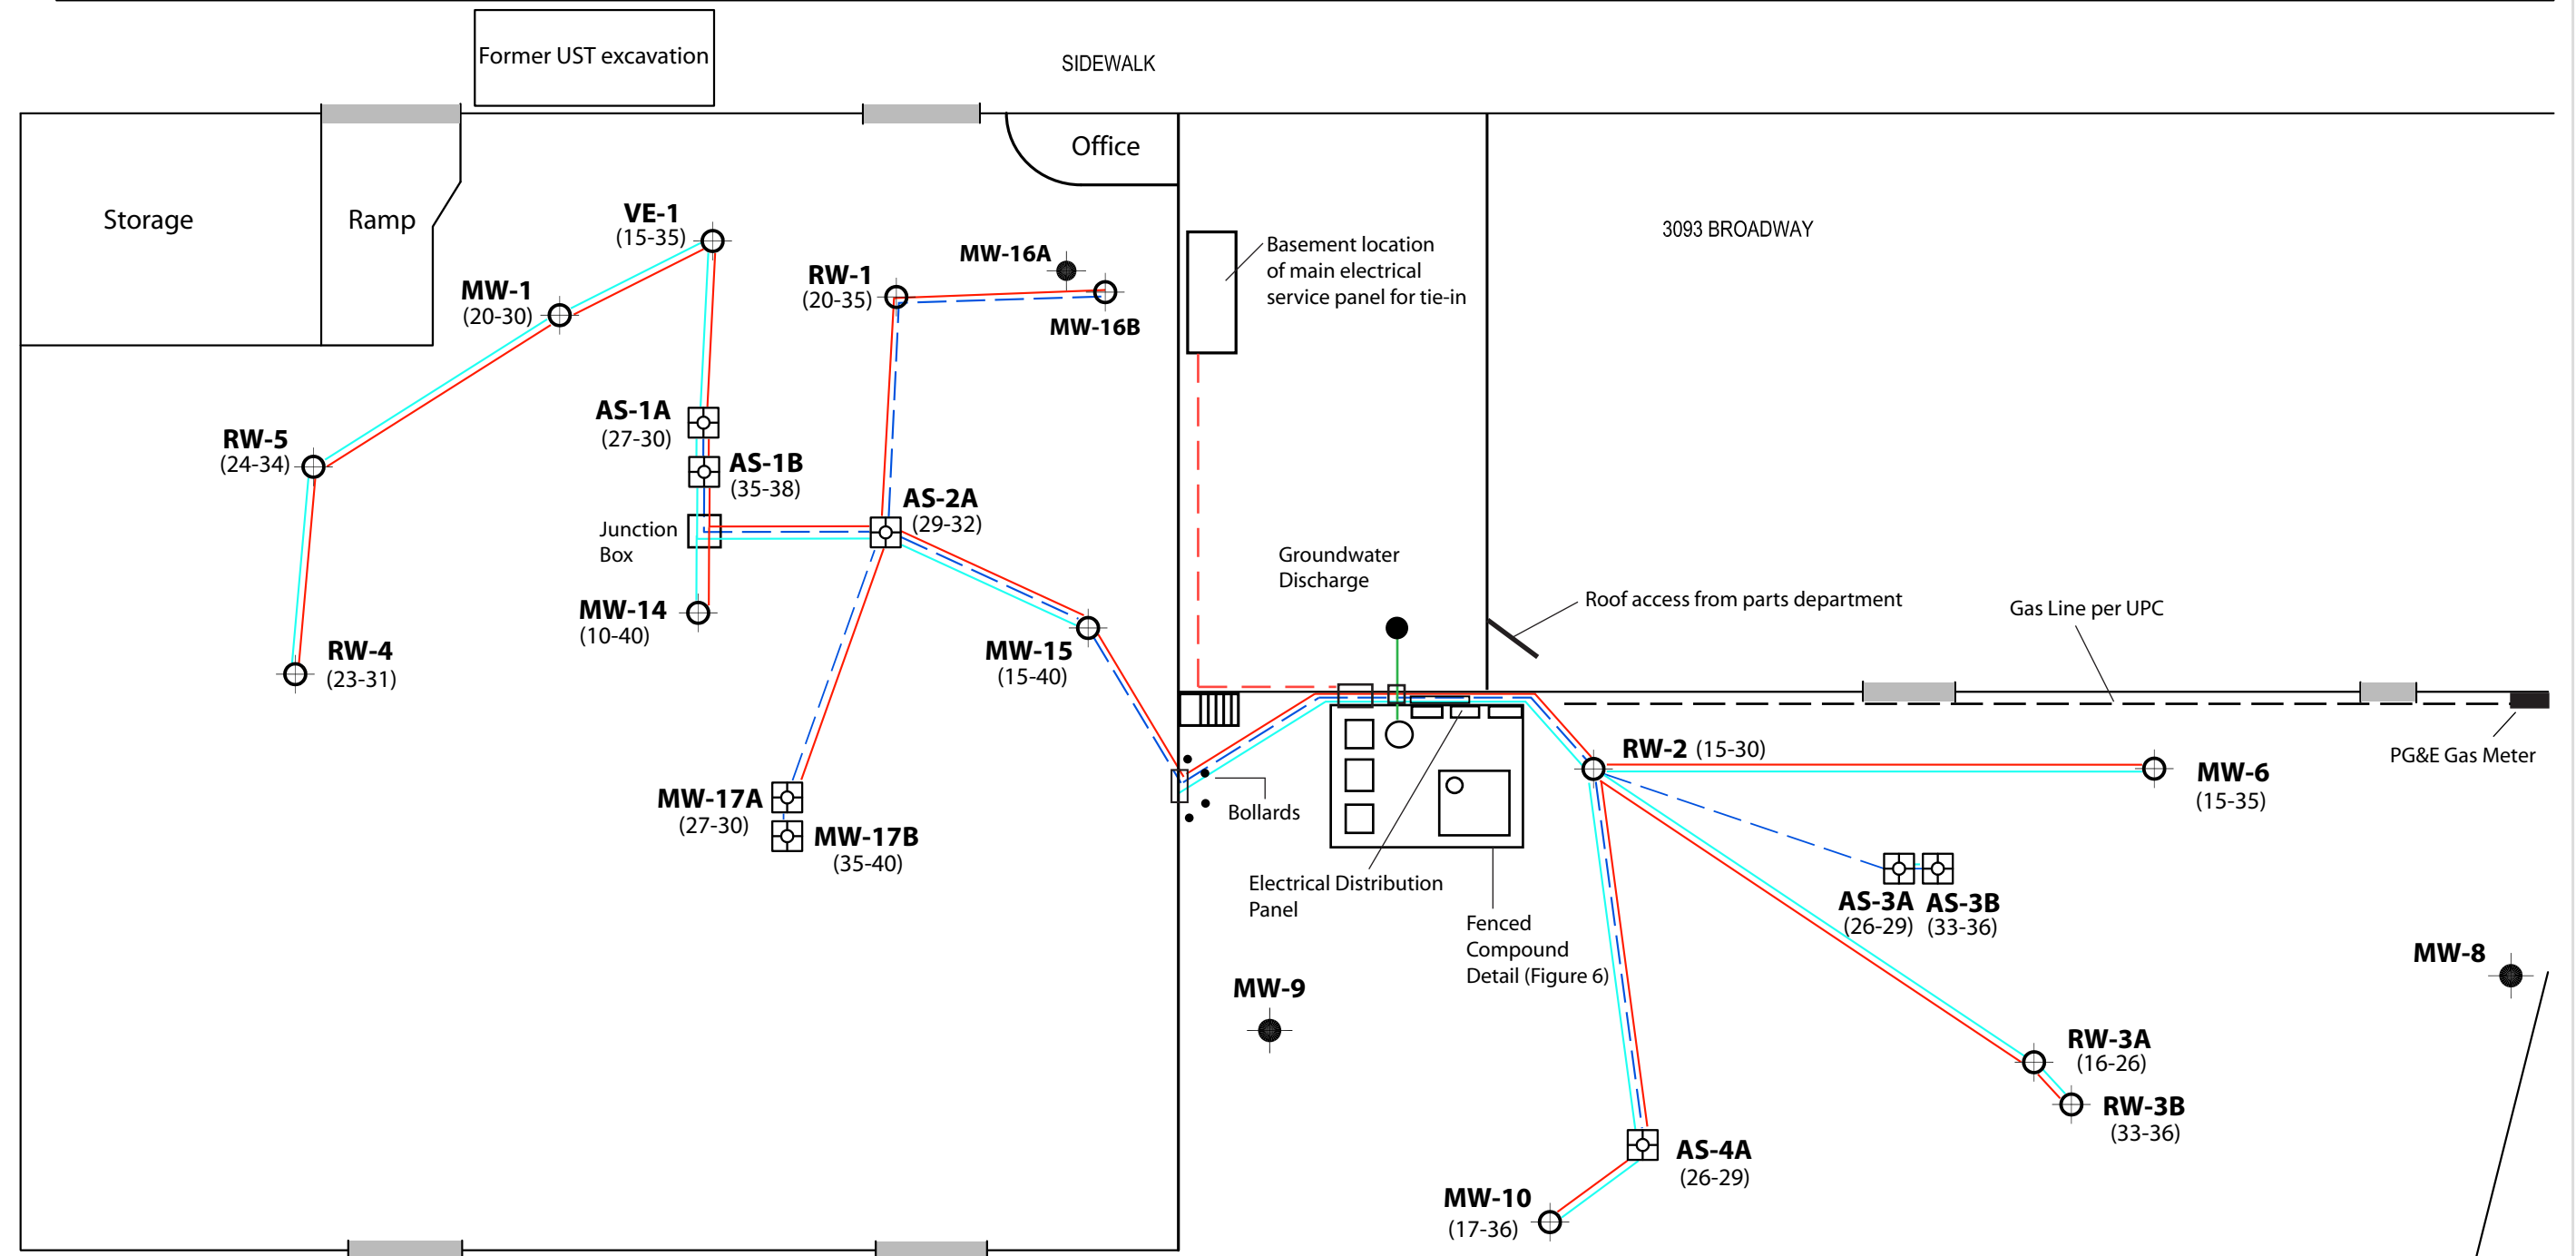 Former UST excavation
SIDEWALK
Office
Storage
Ramp
3093 BROADWAY
VE-1
(15-35)
MW-1
(20-30)
RW-1
(20-35)
MW-16A
MW-16B
Basement location
of main electrical
service panel for tie-in
RW-5
(24-34)
AS-1A
(27-30)
AS-1B
(35-38)
AS-2A
(29-32)
Junction
Box
Groundwater
Discharge
MW-14
(10-40)
RW-4
(23-31)
MW-15
(15-40)
Roof access from parts department
Gas Line per UPC
PG&E Gas Meter
RW-2 (15-30)
MW-6
(15-35)
MW-17A
(27-30)
MW-17B
(35-40)
Bollards
Electrical Distribution
Panel
Fenced
Compound
Detail (Figure 6)
AS-3A AS-3B
(26-29) (33-36)
MW-8
MW-9
RW-3A
(16-26)
RW-3B
(33-36)
AS-4A
(26-29)
MW-10
(17-36)